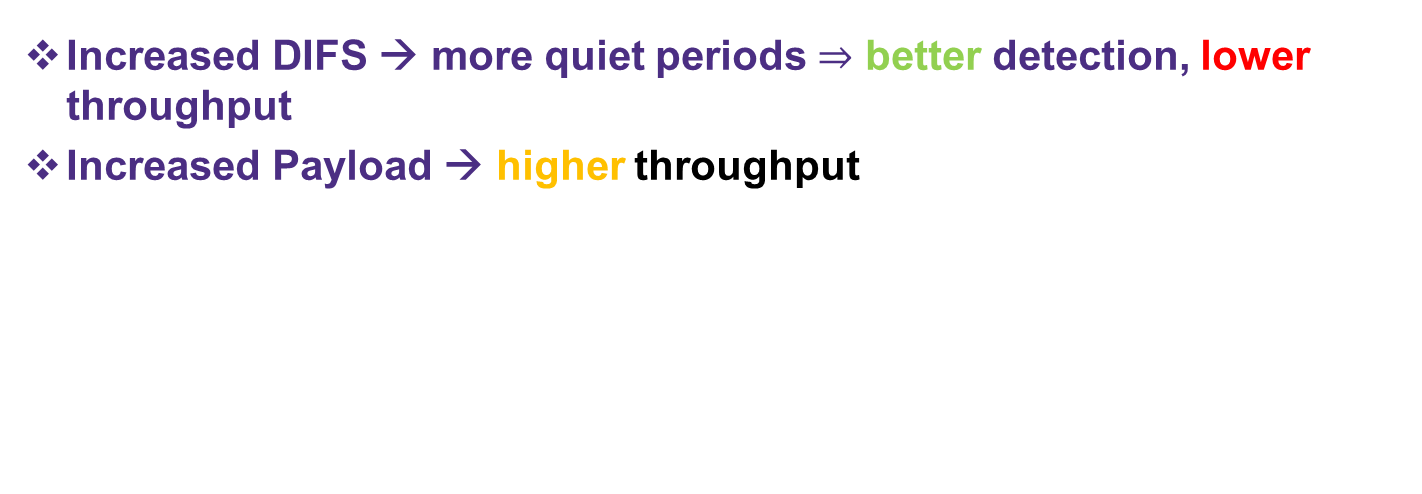 ❖ Increased DIFS → more quiet periods ⇒ better detection, lower
throughput
❖ Increased Payload → higher throughput